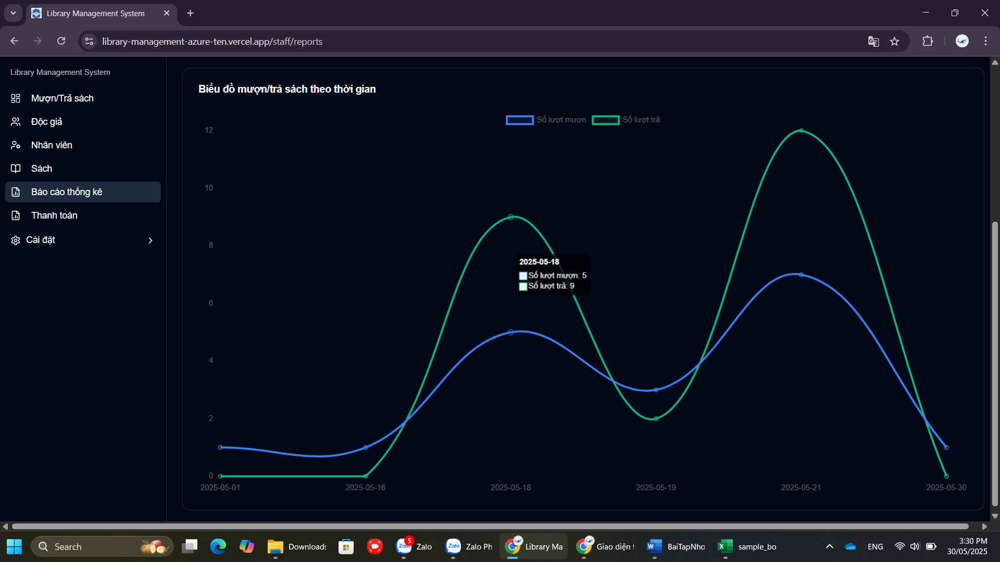 Library Management System
library-management-azure-ten.vercel.app/staff/reports
Library Management System
Mượn/Trả sách
Độc giả
Nhân viên
Sách
Báo cáo thống kê
Thanh toán
Cài đặt
Biểu đồ mượn/trả sách theo thời gian
Số lượt mượn Số lượt trả
12
10
8
6
4
2
0
2025-05-18
Số lượt mượn: 5
Số lượt trả: 9
2025-05-01 2025-05-16 2025-05-18 2025-05-19 2025-05-21 2025-05-30
Search
Downloads
Zalo
5
Zalo
Zalo
Zalo Ph
Library Ma
Giao diện t
BaiTapNho
sample_bo
ENG
3:30 PM
30/05/2025